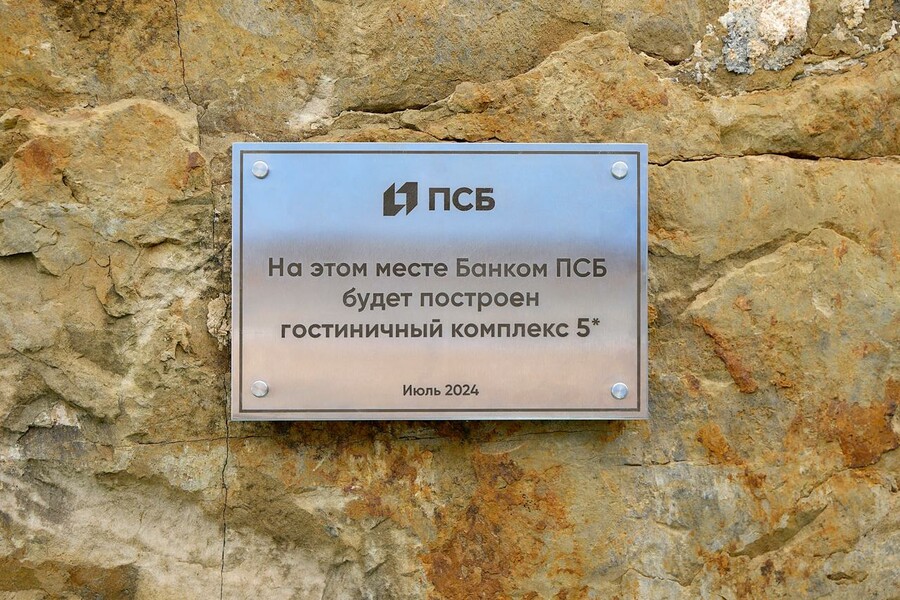 ПСБ
На этом месте Банком ПСБ
будет построен
гостиничный комплекс 5*
Июль 2024